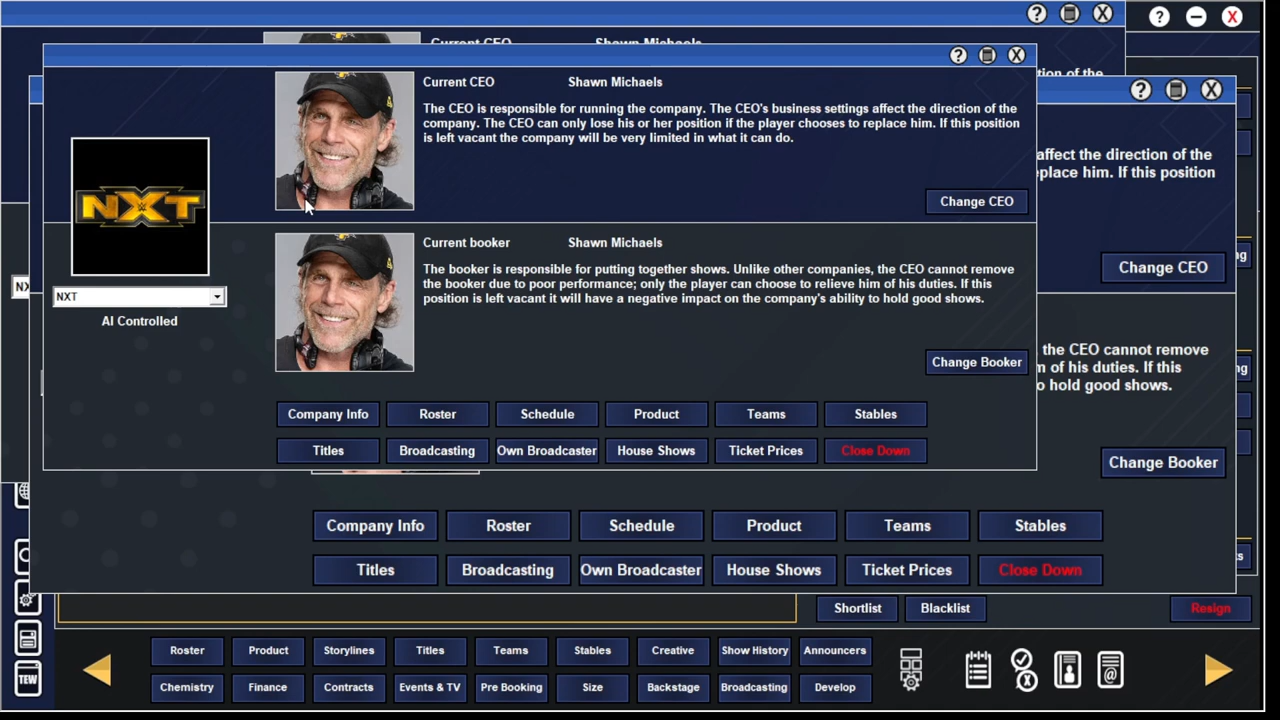 Current CEO Shawn Michaels
Current CEO Shawn Michaels
The CEO is responsible for running the company. The CEO's business settings affect the direction of the
company. The CEO can only lose his or her position if the player chooses to replace him. If this position
is left vacant the company will be very limited in what it can do.
Change CEO
NXT
NXT
AI Controlled
Current booker Shawn Michaels
The booker is responsible for putting together shows. Unlike other companies, the CEO cannot remove
the booker due to poor performance; only the player can choose to relieve him of his duties. If this
position is left vacant it will have a negative impact on the company's ability to hold good shows.
Change Booker
Company Info Roster Schedule Product Teams Stables
Titles Broadcasting Own Broadcaster House Shows Ticket Prices Close Down
tion of the
affect the direction of the
place him. If this position
Change CEO
the CEO cannot remove
of his duties. If this
hold good shows.
Change Booker
Company Info Roster Schedule Product Teams Stables
Titles Broadcasting Own Broadcaster House Shows Ticket Prices Close Down
Shortlist Blacklist Resign
Roster Product Storylines Titles Teams Stables Creative Show History Announcers
Chemistry Finance Contracts Events & TV Pre Booking Size Backstage Broadcasting Develop
TEW